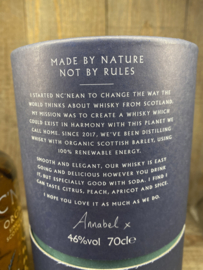 MADE BY NATURE
NOT BY RULES
I STARTED NC'NEAN TO CHANGE THE WAY THE
WORLD THINKS ABOUT WHISKY FROM SCOTLAND.
MY MISSION WAS TO CREATE A WHISKY WHICH
COULD EXIST IN HARMONY WITH THIS PLANET WE
CALL HOME. SINCE 2017, WE'VE BEEN DISTILLING
WHISKY WITH ORGANIC SCOTTISH BARLEY, USING
100% RENEWABLE ENERGY.
SMOOTH AND ELEGANT, OUR WHISKY IS EASY
GOING AND DELICIOUS HOWEVER YOU DRINK
IT, BUT ESPECIALLY GOOD WITH SODA. I FIND I
CAN TASTE CITRUS, PEACH, APRICOT AND SPICE.
I HOPE YOU LOVE IT AS MUCH AS WE DO.
Annabel x
46%vol 70cl e